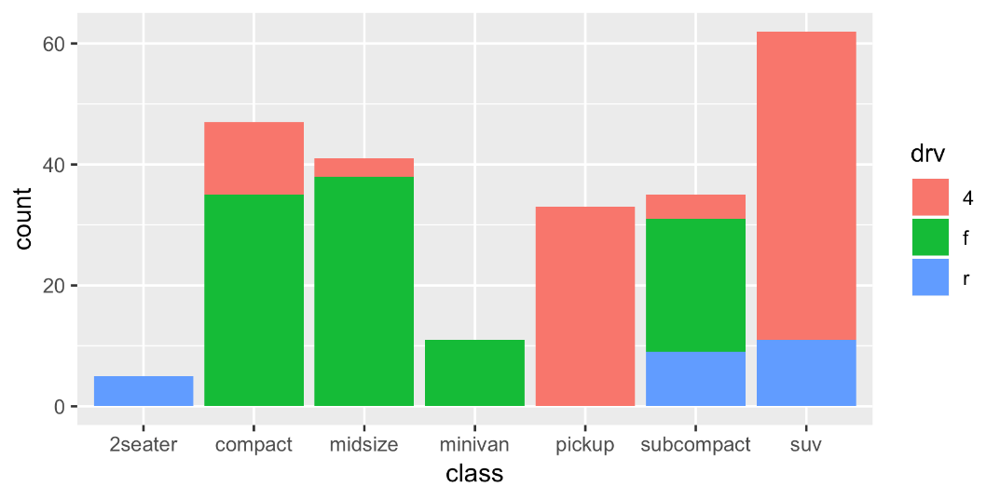 60
40
20
0
count
2seater compact midsize minivan pickup subcompact suv
class
drv
4
f
r